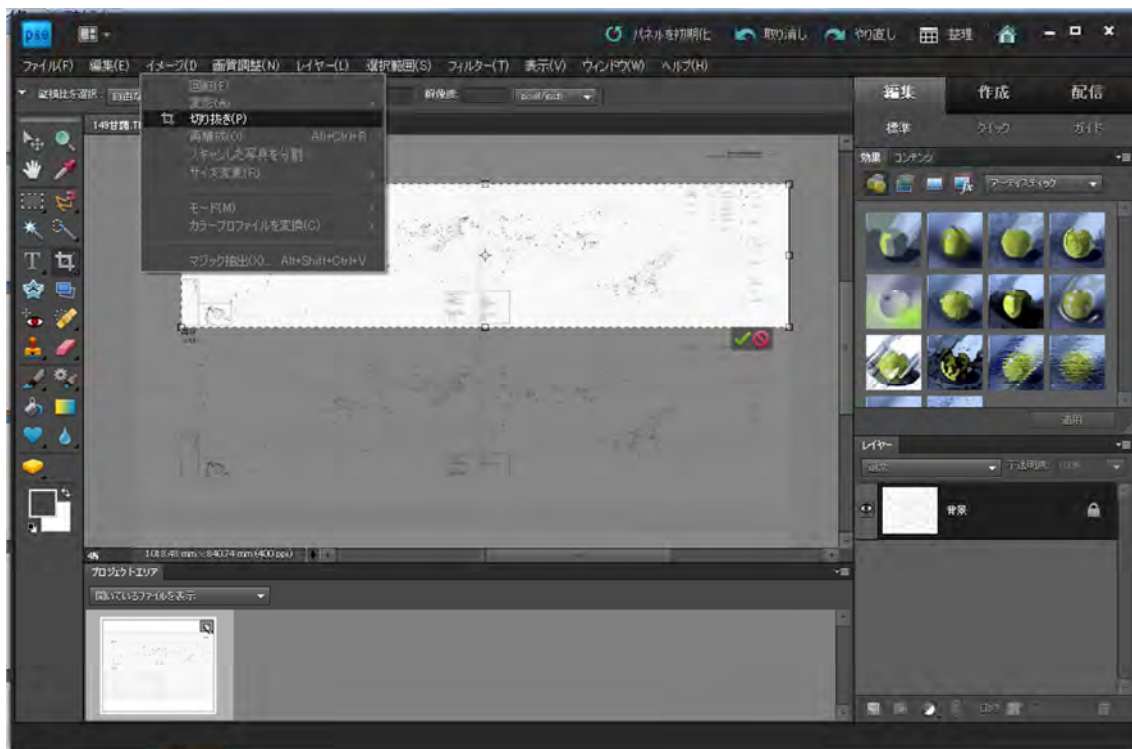 pse パネルを初期化 取り消し やり直し 整理
ファイル(F) 編集(E) イメージ(I) 画質調整(N) レイヤー(L) 選択範囲(S) フィルター(T) 表示(V) ウィンドウ(W) ヘルプ(H)
縦横比を選択: 解像度: pixel/inch
回転(E)
変形(A)
切り抜き(P)
再構成(O) Alt+Ctrl+R
スキャンした写真を分割
サイズ変更(R)
モード(M)
カラープロファイルを変換(C)
マジック抽出(X)... Alt+Shift+Ctrl+V
編集 作成 配信
標準 クイック ガイド
効果 コンテンツ
アーティスティック
適用
レイヤー
通常 不透明度: 100%
背景
ロック:
4% 1018.48 mm x 840.74 mm (400 ppi)
プロジェクトエリア
開いているファイルを表示